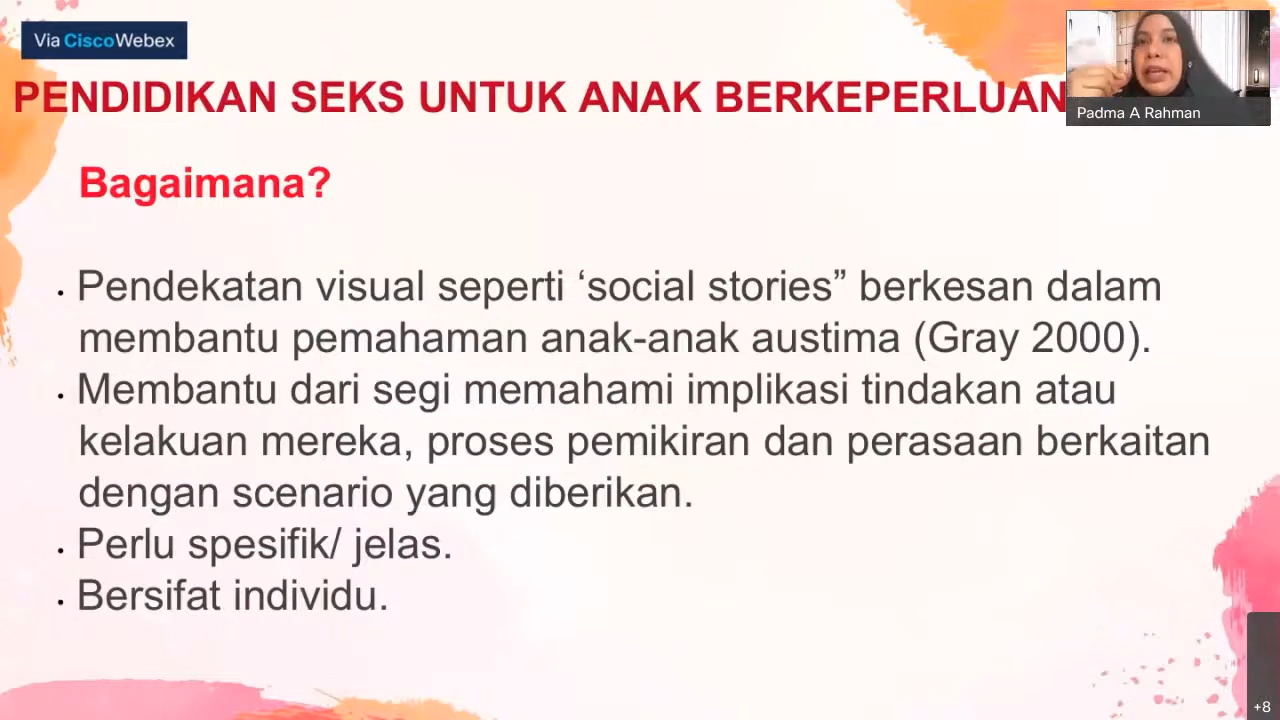 Via CiscoWebex
PENDIDIKAN SEKS UNTUK ANAK BERKEPERLUAN
Padma A Rahman
Bagaimana?
• Pendekatan visual seperti ‘social stories” berkesan dalam
membantu pemahaman anak-anak austima (Gray 2000).
• Membantu dari segi memahami implikasi tindakan atau
kelakuan mereka, proses pemikiran dan perasaan berkaitan
dengan scenario yang diberikan.
• Perlu spesifik/ jelas.
• Bersifat individu.
+8